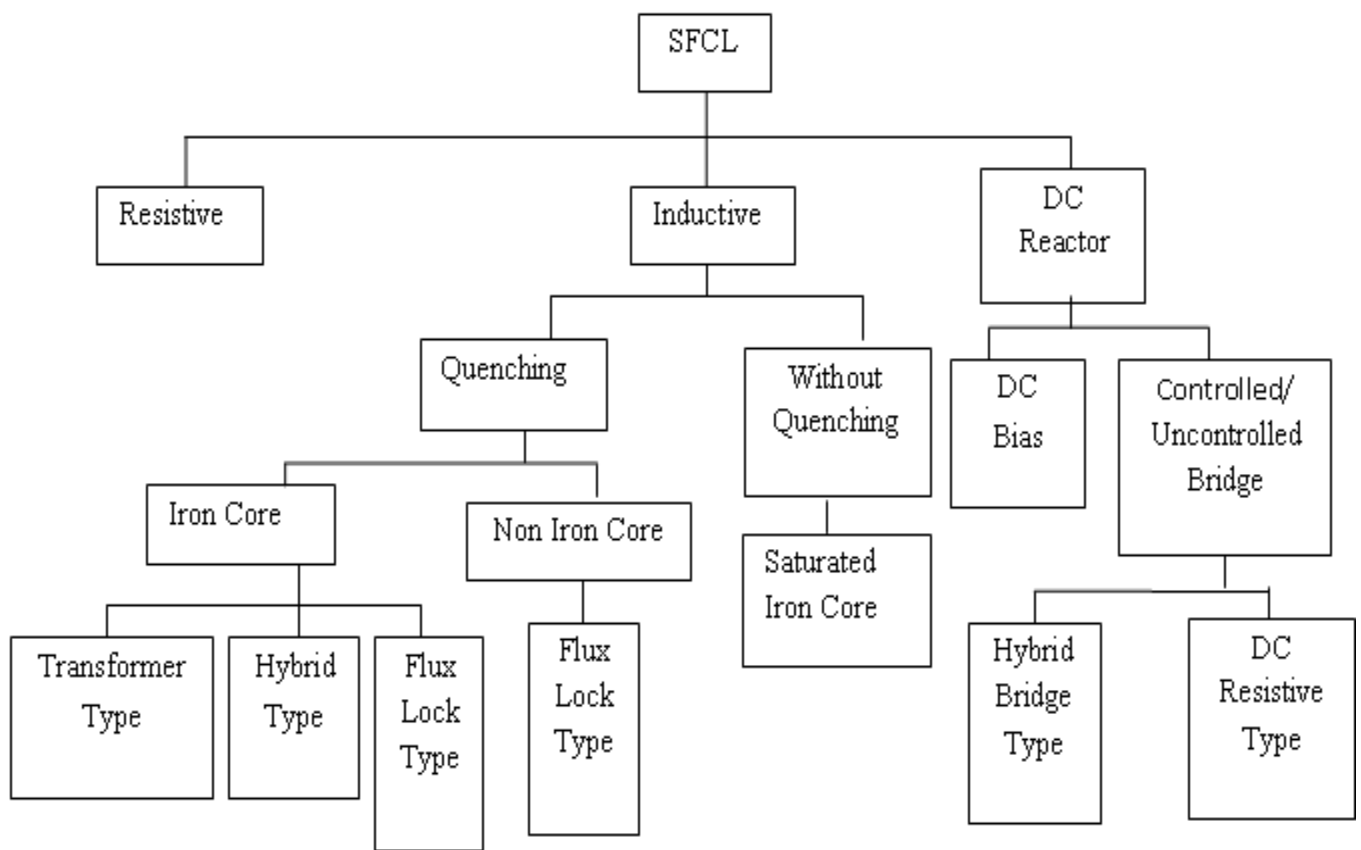 SFCL
Resistive
Inductive
DC
Reactor
Quenching
Without
Quenching
DC
Bias
Controlled/
Uncontrolled
Bridge
Iron Core
Non Iron Core
Saturated
Iron Core
Transformer
Type
Hybrid
Type
Flux
Lock
Type
Flux
Lock
Type
Hybrid
Bridge
Type
DC
Resistive
Type